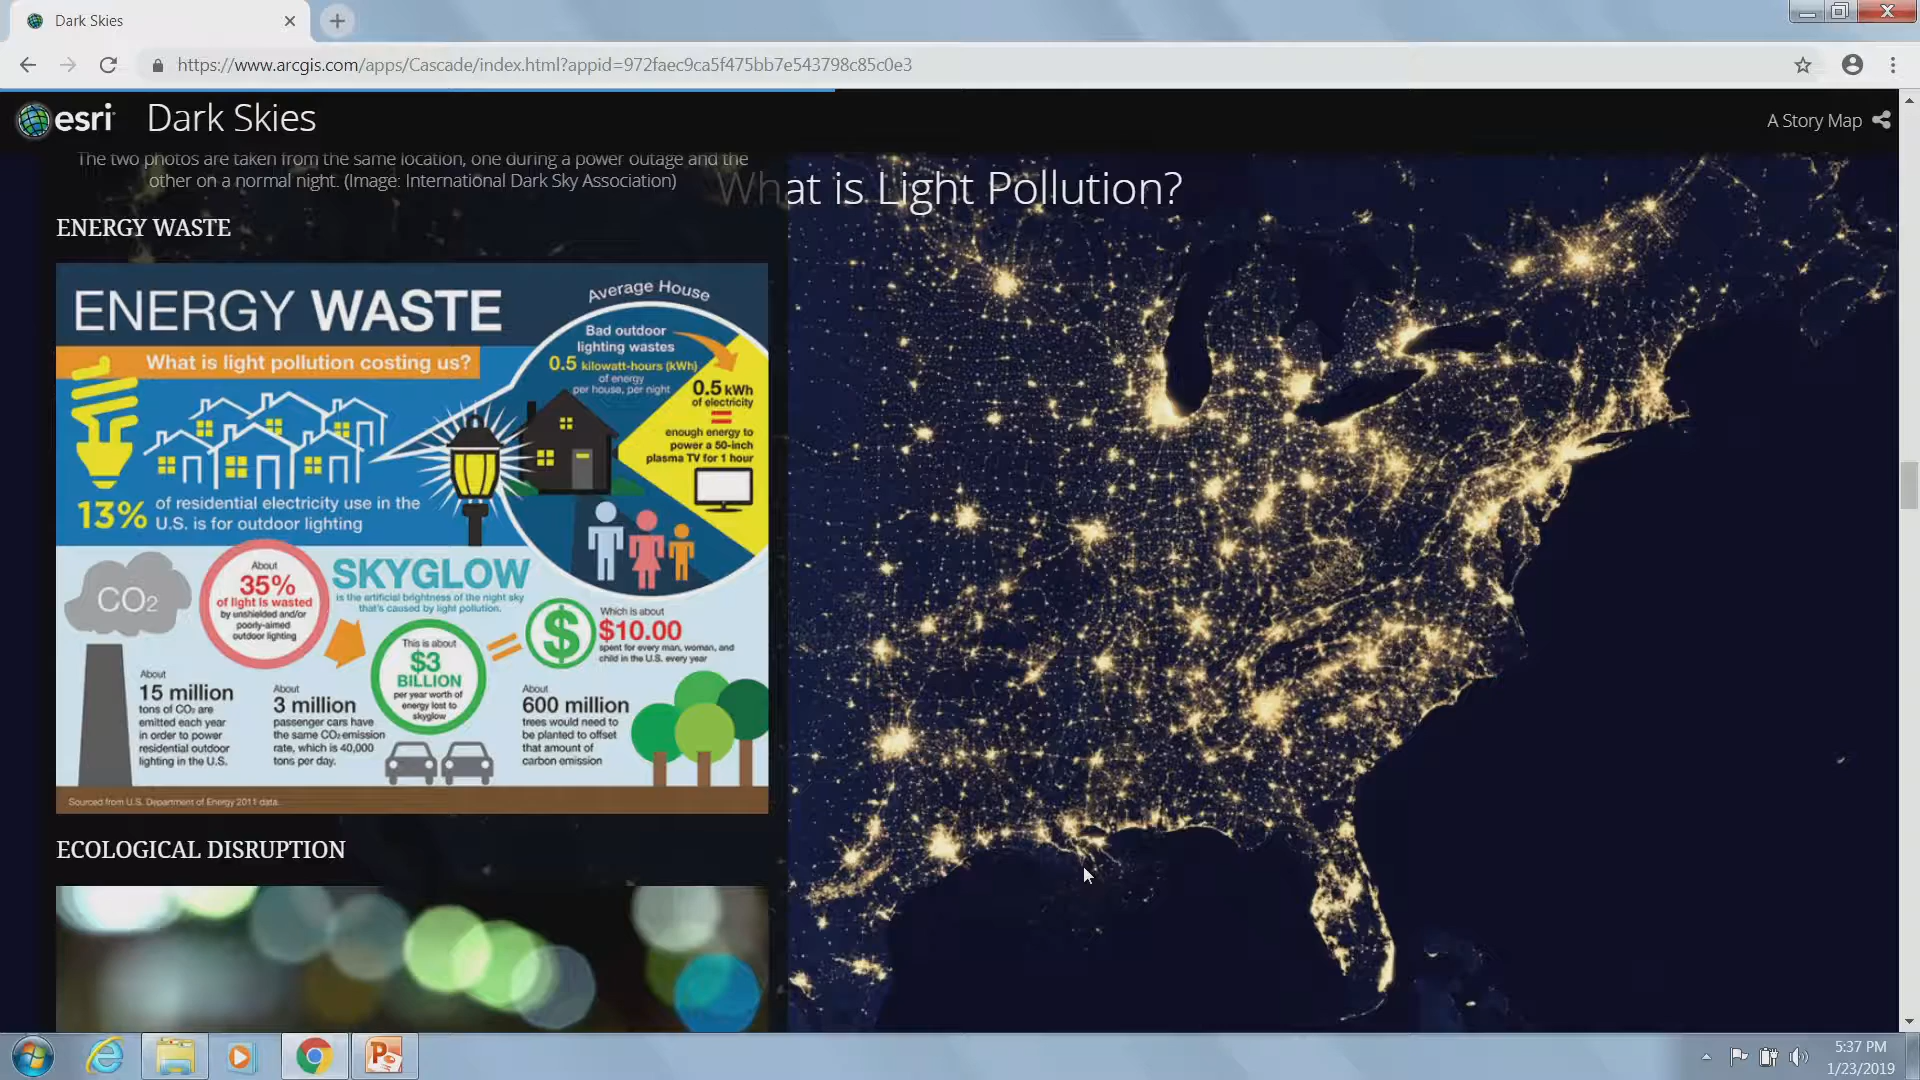 Dark Skies
https://www.arcgis.com/apps/Cascade/index.html?appid=972faec9ca5f475bb7e543798c85c0e3
esri Dark Skies
A Story Map
The two photos are taken from the same location, one during a power outage and the
other on a normal night. (Image: International Dark Sky Association)
What is Light Pollution?
ENERGY WASTE
ENERGY WASTE
What is light pollution costing us?
13%
of residential electricity use in the
U.S. is for outdoor lighting
Average House
Bad outdoor
lighting wastes
0.5 kilowatt-hours (kWh)
of energy
per house, per night
0.5 kWh
of electricity
=
enough energy to
power a 50-inch
plasma TV for 1 hour
CO₂
About
35%
of light is wasted
by unshielded and/or
poorly-aimed
outdoor lighting
SKYGLOW
is the artificial brightness of the night sky
that's caused by light pollution.
This is about
$3
BILLION
per year worth of
energy lost to
skyglow
=
$
Which is about
$10.00
spent for every man, woman, and
child in the U.S. every year
About
15 million
tons of CO₂ are
emitted each year
in order to power
residential outdoor
lighting in the U.S.
About
3 million
passenger cars have
the same CO₂ emission
rate, which is 40,000
tons per day.
About
600 million
trees would need to
be planted to offset
that amount of
carbon emission
Sourced from U.S. Department of Energy 2011 data.
ECOLOGICAL DISRUPTION
5:37 PM
1/23/2019